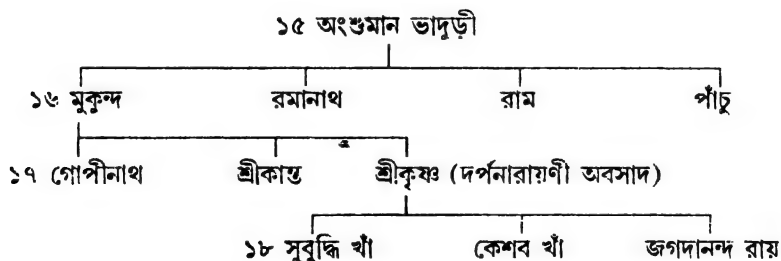 ১৫ অংশুমান ভাদুড়ী
১৬ মুকুন্দ রমানাথ রাম পাঁচু
১৭ গোপীনাথ শ্রীকান্ত শ্রীকৃষ্ণ (দর্পনারায়ণী অবসাদ)
১৮ সুবুদ্ধি খাঁ কেশব খাঁ জগদানন্দ রায়